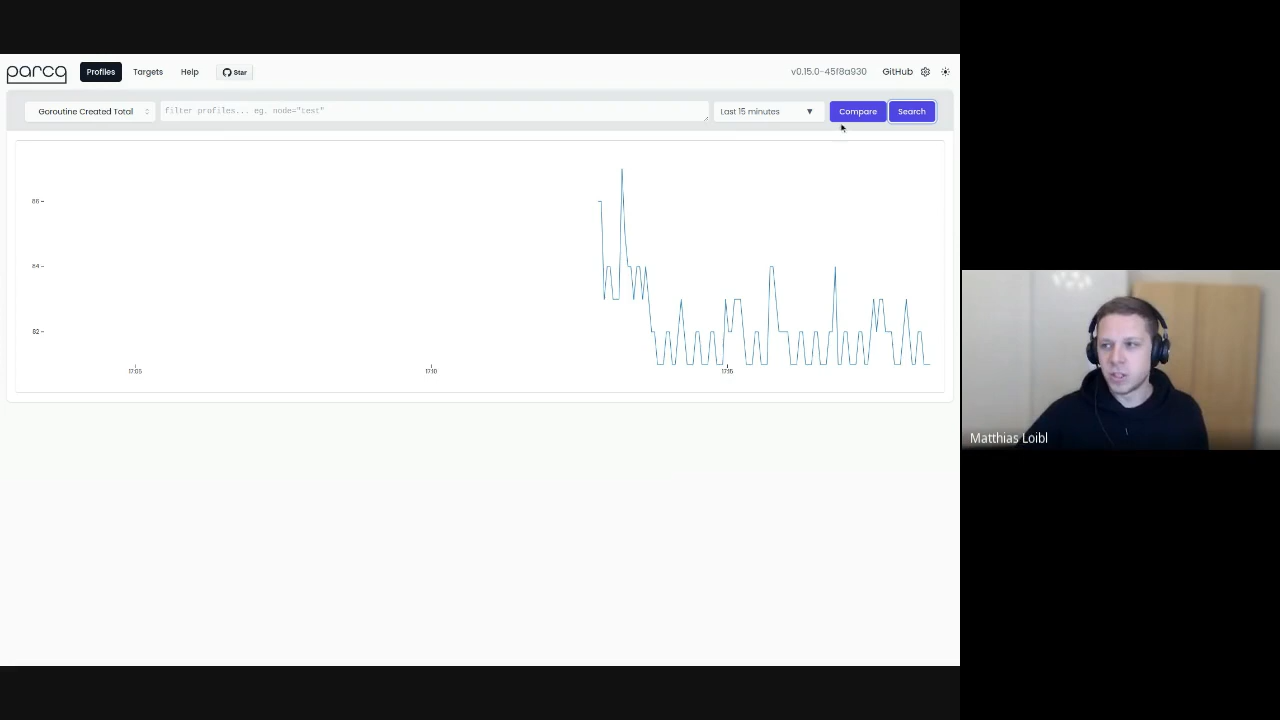 parca
Profiles
Targets
Help
Star
v0.15.0-45f8a930
GitHub
Goroutine Created Total
filter profiles... eg. node="test"
Last 15 minutes
Compare
Search
86
84
82
17:05
17:10
17:15
Matthias Loibl